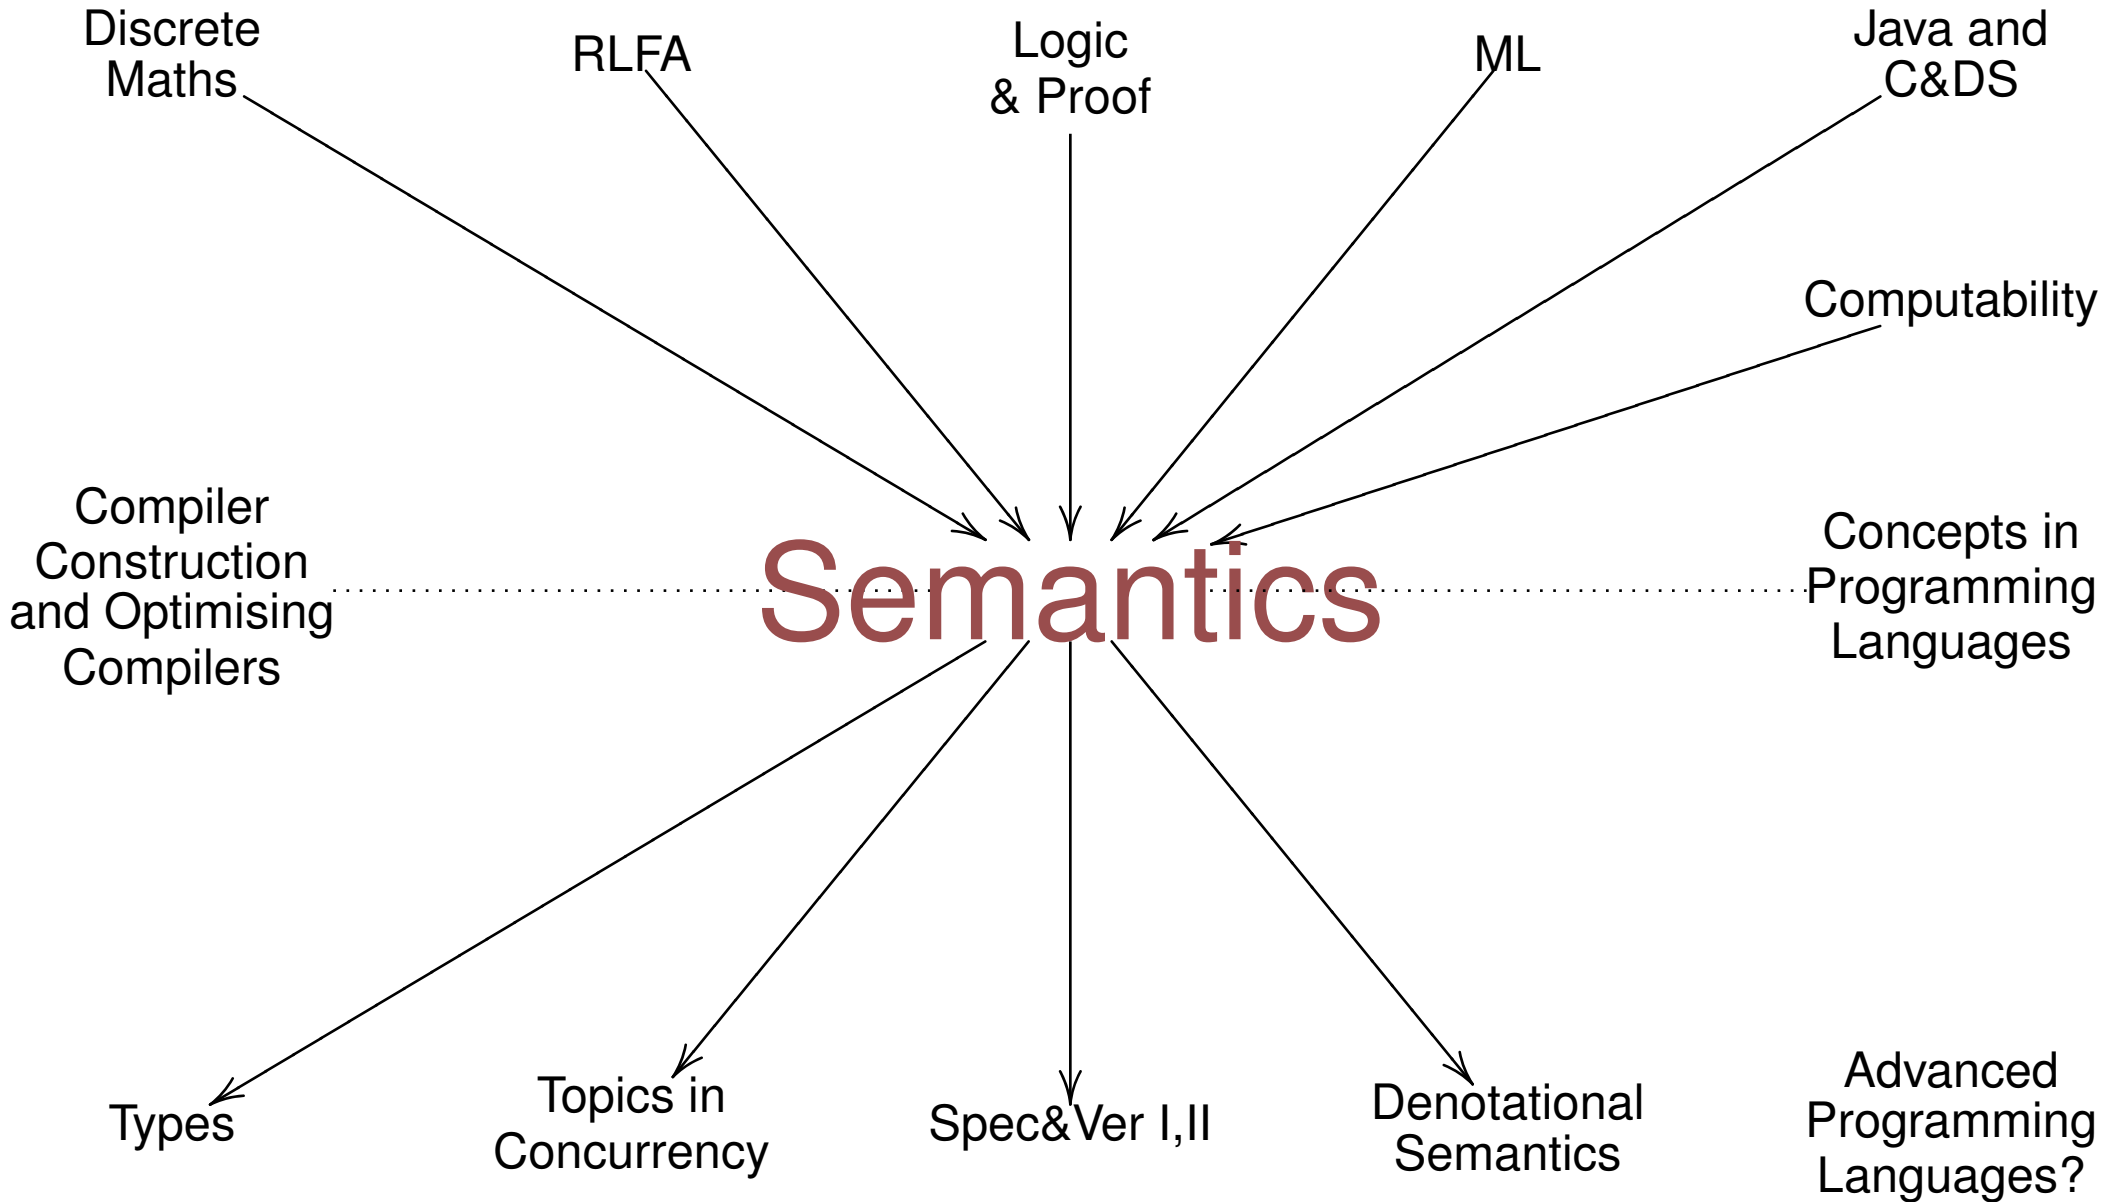 Discrete
Maths
RLFA
Logic
& Proof
ML
Java and
C&DS
Computability
Compiler
Construction
and Optimising
Compilers
Semantics
Concepts in
Programming
Languages
Types
Topics in
Concurrency
Spec&Ver I,II
Denotational
Semantics
Advanced
Programming
Languages?